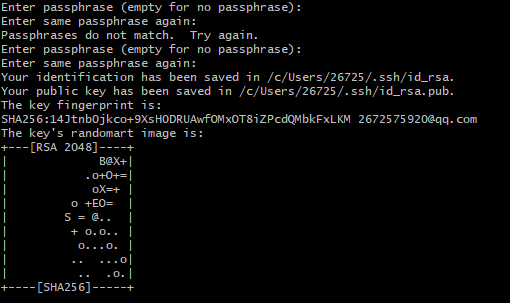 Enter passphrase (empty for no passphrase):
Enter same passphrase again:
Passphrases do not match.  Try again.
Enter passphrase (empty for no passphrase):
Enter same passphrase again:
Your identification has been saved in /c/Users/26725/.ssh/id_rsa.
Your public key has been saved in /c/Users/26725/.ssh/id_rsa.pub.
The key fingerprint is:
SHA256:14JtnbOjkco+9XsHODRUAwfOMxOT8iZPcdQMbkFxLKM 2672575920@qq.com
The key's randomart image is:
+---[RSA 2048]----+
|            B@X+|
|          .o+O+=|
|           oX=+ |
|        o +EO=  |
|       S = @..  |
|        + o.o.. |
|         o...o. |
|        ..  ...o|
|         ..  .o.|
+----[SHA256]-----+